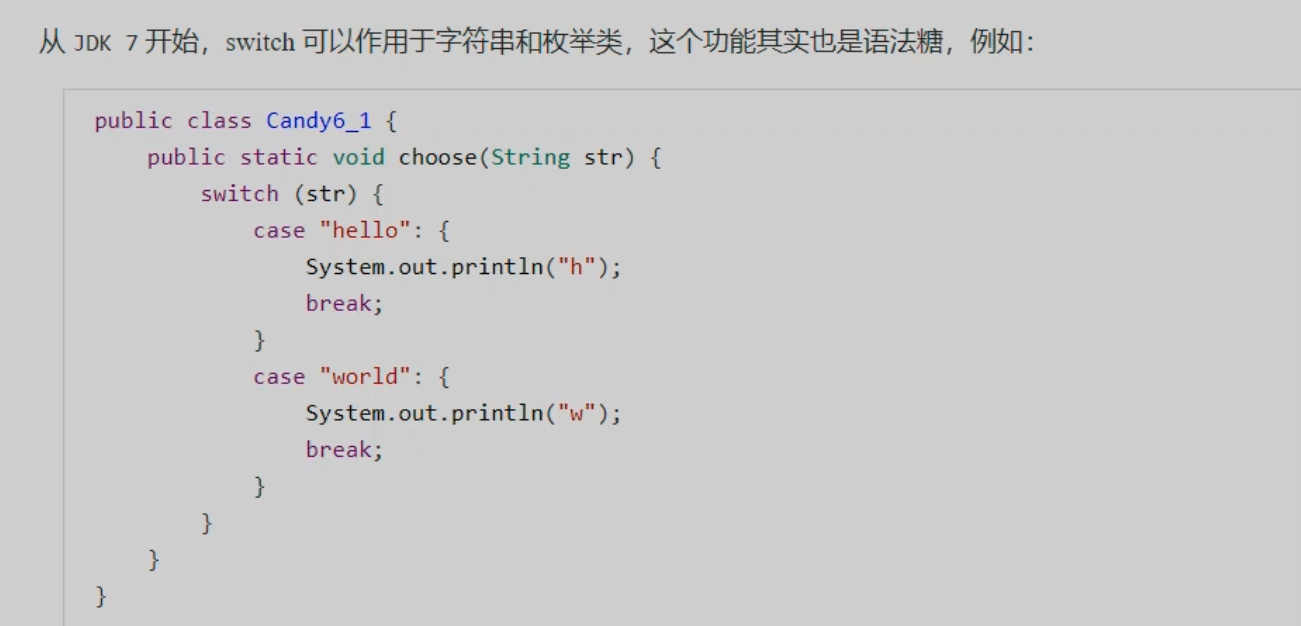 从 JDK 7 开始，switch 可以作用于字符串和枚举类，这个功能其实也是语法糖，例如：
public class Candy6_1 {
    public static void choose(String str) {
        switch (str) {
            case "hello": {
                System.out.println("h");
                break;
            }
            case "world": {
                System.out.println("w");
                break;
            }
        }
    }
}